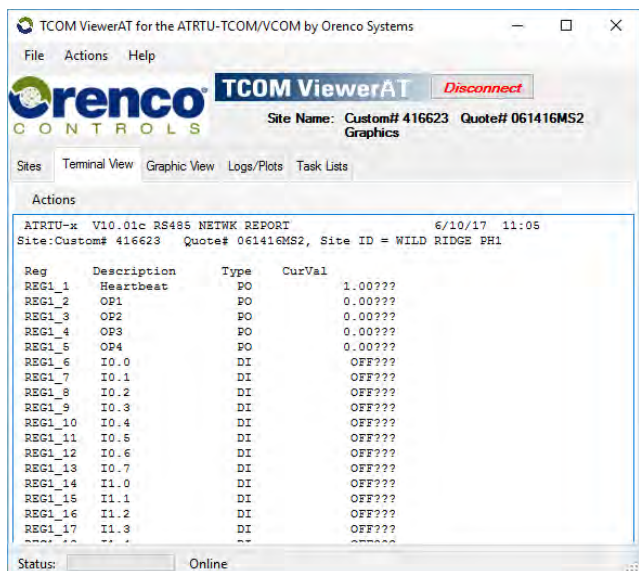 TCOM ViewerAT for the ATRTU-TCOM/VCOM by Orenco Systems
File Actions Help
Orenco
CONTROLS
TCOM ViewerAT
Disconnect
Site Name: Custom# 416623 Quote# 061416MS2
Graphics
Sites Terminal View Graphic View Logs/Plots Task Lists
Actions
ATRTU-x V10.01c RS485 NETWK REPORT 6/10/17 11:05
Site:Custom# 416623 Quote# 061416MS2, Site ID = WILD RIDGE PH1
Reg Description Type CurVal
REG1_1 Heartbeat PO 1.00???
REG1_2 OP1 PO 0.00???
REG1_3 OP2 PO 0.00???
REG1_4 OP3 PO 0.00???
REG1_5 OP4 PO 0.00???
REG1_6 I0.0 DI OFF???
REG1_7 I0.1 DI OFF???
REG1_8 I0.2 DI OFF???
REG1_9 I0.3 DI OFF???
REG1_10 I0.4 DI OFF???
REG1_11 I0.5 DI OFF???
REG1_12 I0.6 DI OFF???
REG1_13 I0.7 DI OFF???
REG1_14 I1.0 DI OFF???
REG1_15 I1.1 DI OFF???
REG1_16 I1.2 DI OFF???
REG1_17 I1.3 DI OFF???
Status: Online